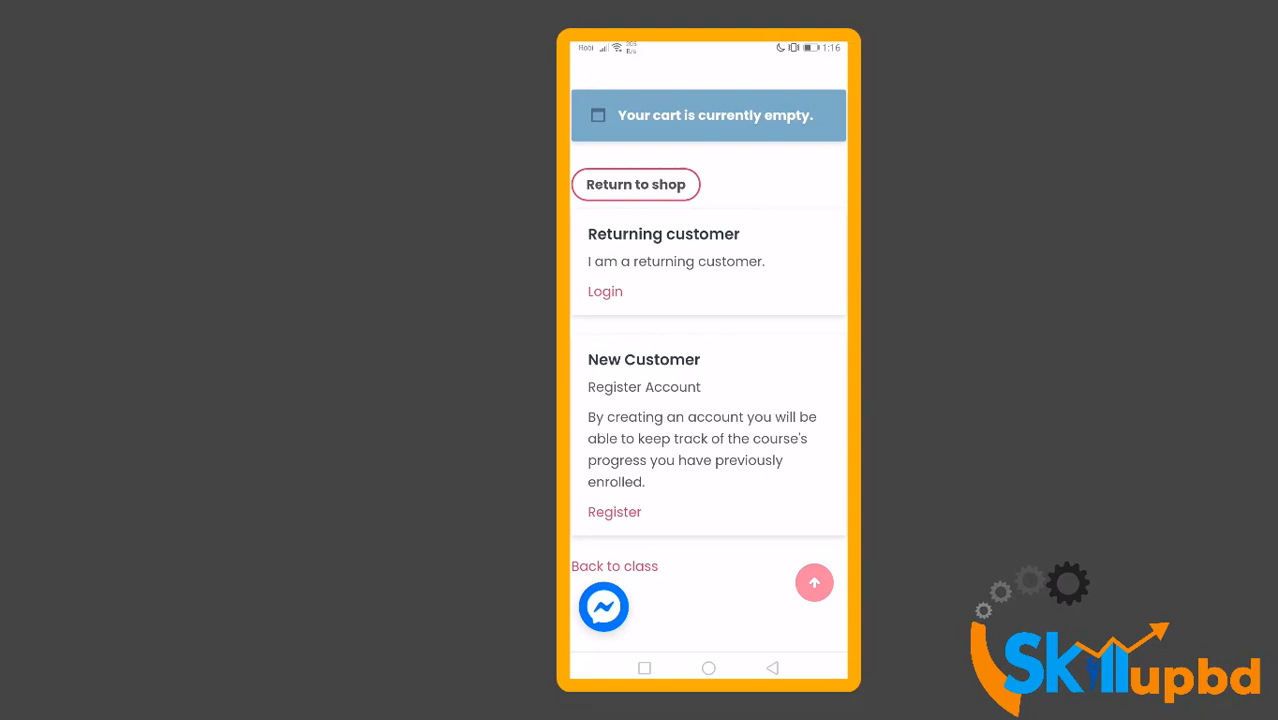 Robi 1:16
Your cart is currently empty.
Return to shop
Returning customer
I am a returning customer.
Login
New Customer
Register Account
By creating an account you will be
able to keep track of the course's
progress you have previously
enrolled.
Register
Back to class
Skillupbd